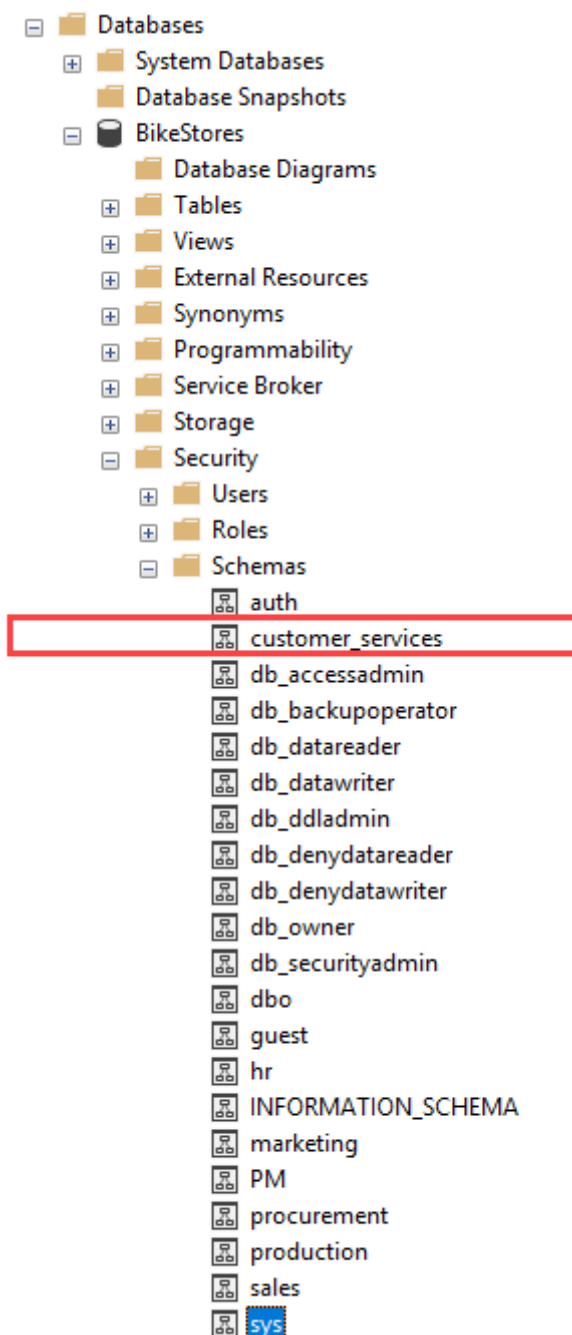 Databases
System Databases
Database Snapshots
BikeStores
Database Diagrams
Tables
Views
External Resources
Synonyms
Programmability
Service Broker
Storage
Security
Users
Roles
Schemas
auth
customer_services
db_accessadmin
db_backupoperator
db_datareader
db_datawriter
db_ddladmin
db_denydatareader
db_denydatawriter
db_owner
db_securityadmin
dbo
guest
hr
INFORMATION_SCHEMA
marketing
PM
procurement
production
sales
sys